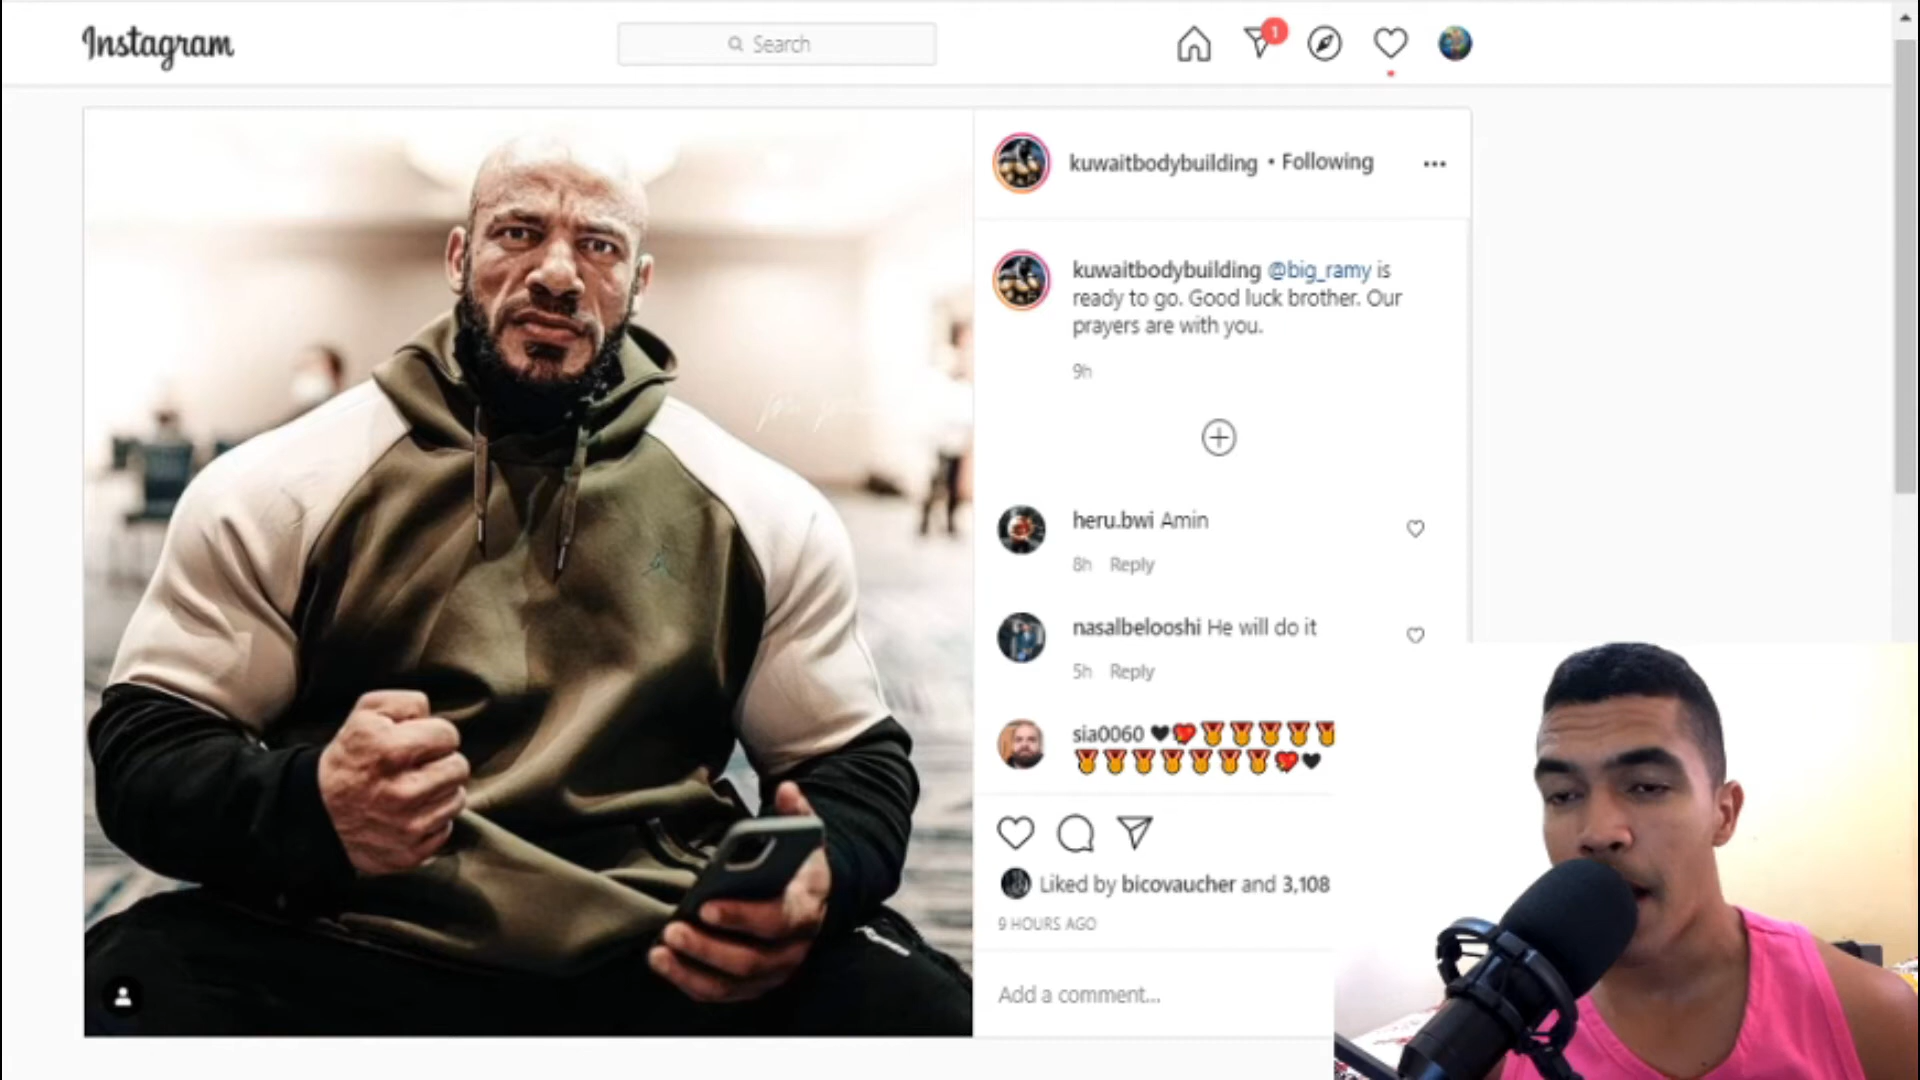 Instagram
Search
1
kuwaitbodybuilding • Following
kuwaitbodybuilding @big_ramy is
ready to go. Good luck brother. Our
prayers are with you.
9h
heru.bwi Amin
8h Reply
nasalbelooshi He will do it
5h Reply
sia0060 🖤💘🏅🏅🏅🏅🏅
🏅🏅🏅🏅🏅🏅🏅💘🖤
Liked by bicovaucher and 3,108
9 HOURS AGO
Add a comment...